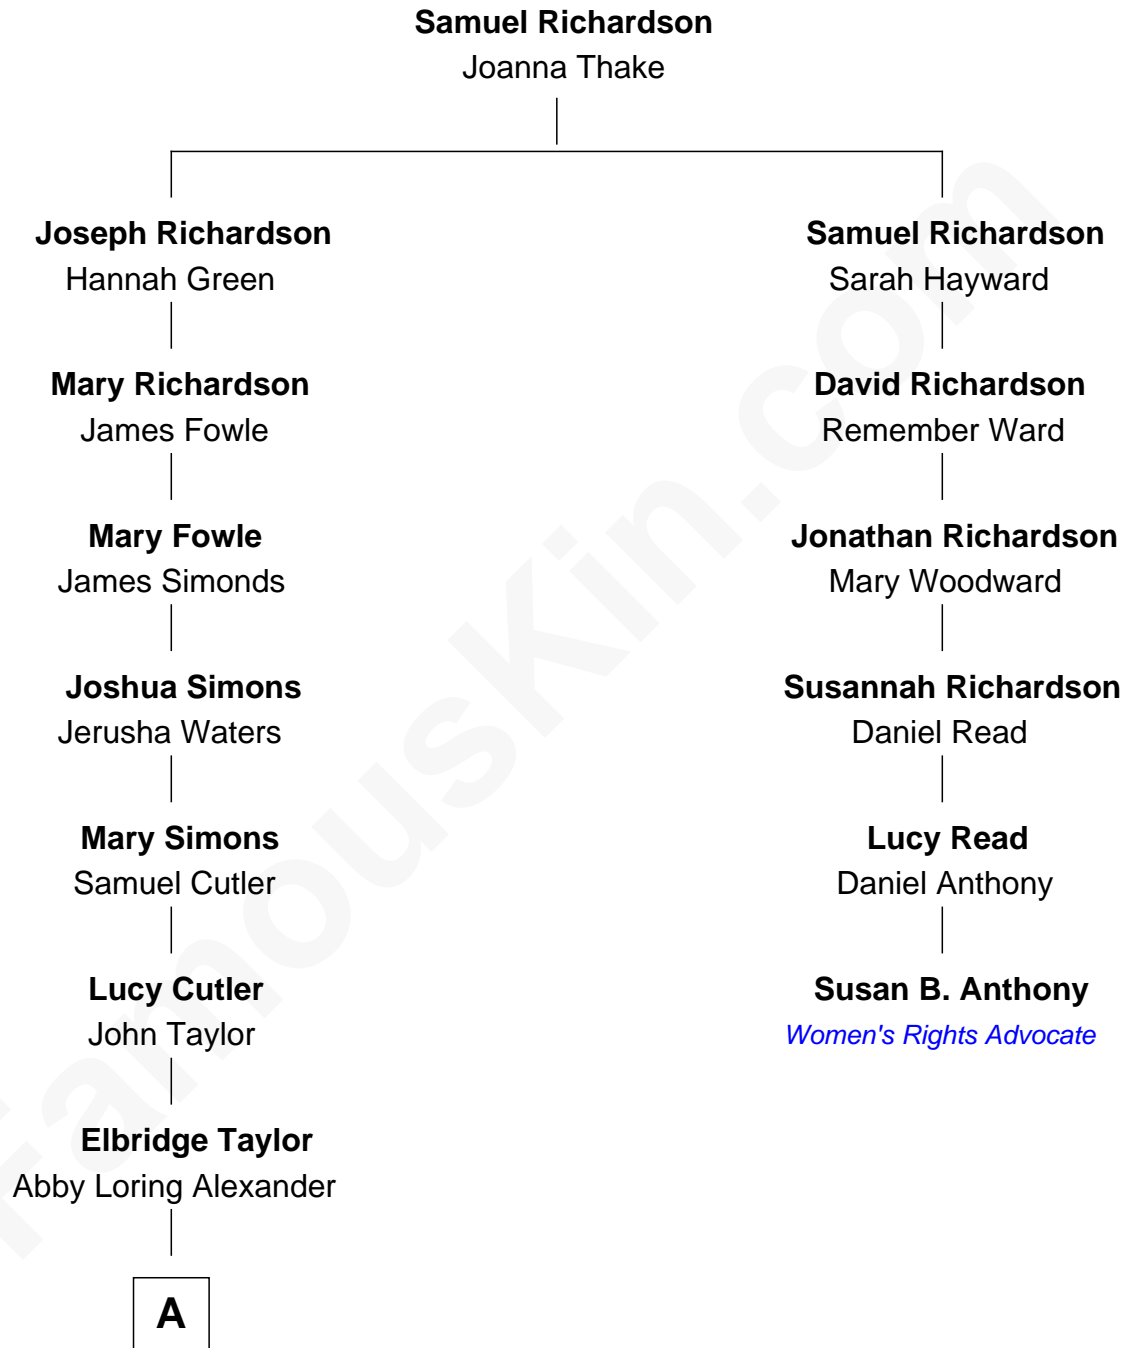 Samuel Richardson
Joanna Thake
Joseph Richardson
Hannah Green
Mary Richardson
James Fowle
Mary Fowle
James Simonds
Joshua Simons
Jerusha Waters
Mary Simons
Samuel Cutler
Lucy Cutler
John Taylor
Elbridge Taylor
Abby Loring Alexander
A
Samuel Richardson
Sarah Hayward
David Richardson
Remember Ward
Jonathan Richardson
Mary Woodward
Susannah Richardson
Daniel Read
Lucy Read
Daniel Anthony
Susan B. Anthony
Women's Rights Advocate
FamousKin.com